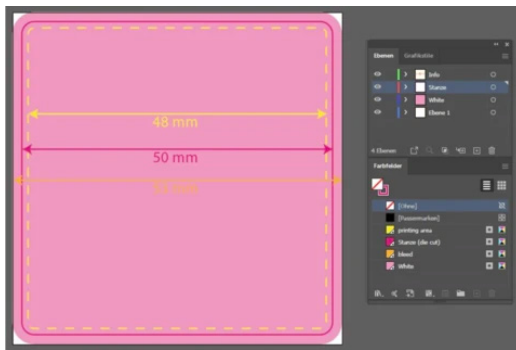 48 mm
50 mm
Ebenen
Grafikstile
Info
Stanze
White
Ebene 1
4 Ebenen
Farbfelder
[Ohne]
[Passermarken]
printing area
Stanze (die cut)
bleed
White